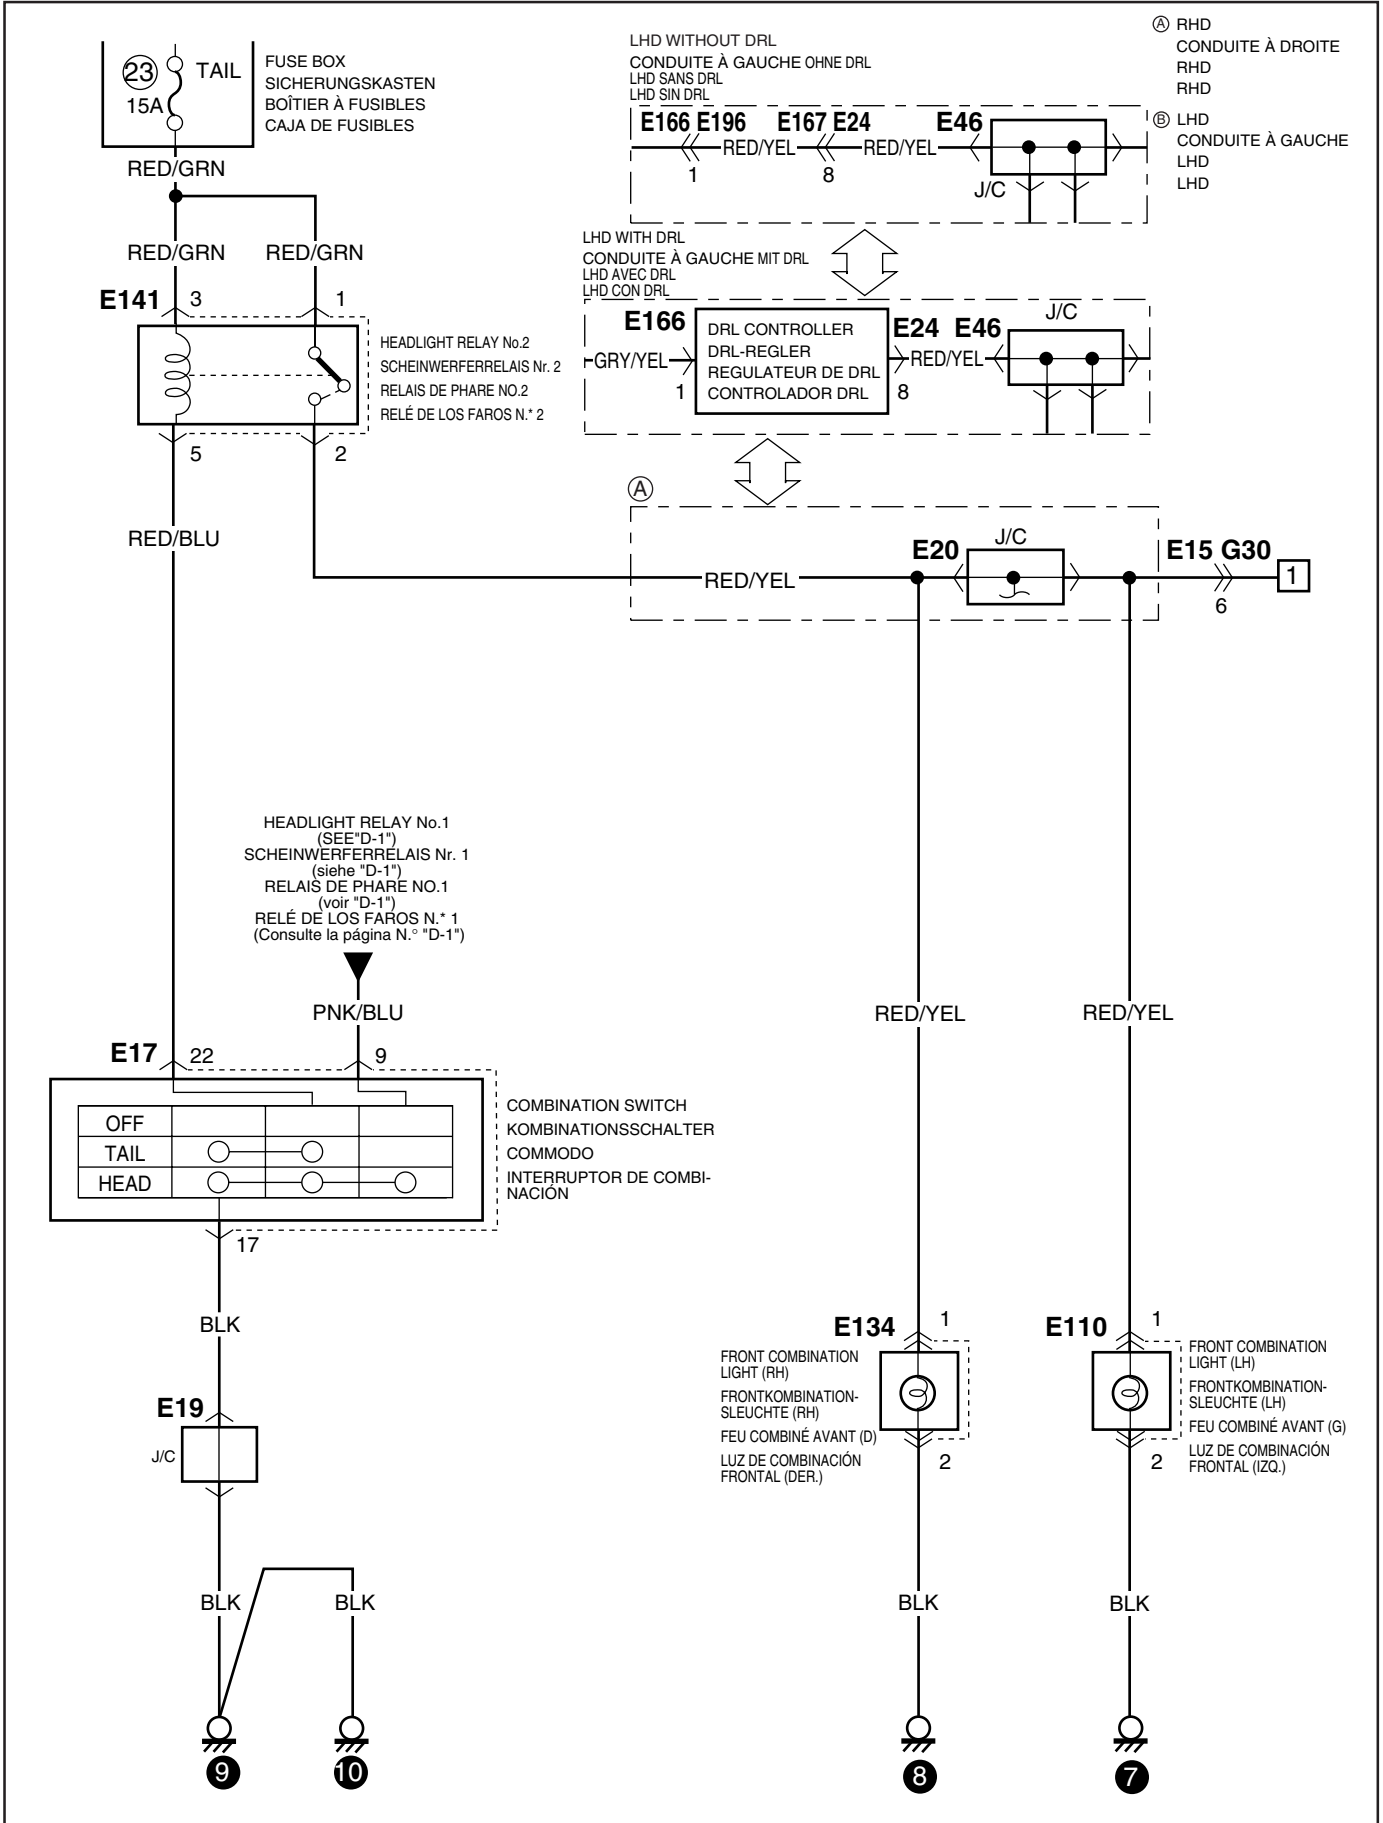 23
TAIL
15A
FUSE BOX
SICHERUNGSKASTEN
BOÎTIER À FUSIBLES
CAJA DE FUSIBLES
RED/GRN
RED/GRN RED/GRN
E141 3 1
HEADLIGHT RELAY No.2
SCHEINWERFERRELAIS Nr. 2
RELAIS DE PHARE NO.2
RELÉ DE LOS FAROS N.* 2
5 2
RED/BLU
LHD WITHOUT DRL
CONDUITE À GAUCHE OHNE DRL
LHD SANS DRL
LHD SIN DRL
E166 E196 E167 E24 E46
RED/YEL RED/YEL
1 8 J/C
A RHD
CONDUITE À DROITE
RHD
RHD
B LHD
CONDUITE À GAUCHE
LHD
LHD
LHD WITH DRL
CONDUITE À GAUCHE MIT DRL
LHD AVEC DRL
LHD CON DRL
E166
GRY/YEL
1
DRL CONTROLLER
DRL-REGLER
REGULATEUR DE DRL
CONTROLADOR DRL
E24 E46 J/C
RED/YEL
8
A
RED/YEL
E20 J/C
E15 G30
6
1
HEADLIGHT RELAY No.1
(SEE"D-1")
SCHEINWERFERRELAIS Nr. 1
(siehe "D-1")
RELAIS DE PHARE NO.1
(voir "D-1")
RELÉ DE LOS FAROS N.* 1
(Consulte la página N.° "D-1")
PNK/BLU
RED/YEL RED/YEL
E17 22 9
OFF
TAIL
HEAD
COMBINATION SWITCH
KOMBINATIONSSCHALTER
COMMODO
INTERRUPTOR DE COMBI-
NACIÓN
17
BLK
E19
J/C
E134 1
FRONT COMBINATION
LIGHT (RH)
FRONTKOMBINATION-
SLEUCHTE (RH)
FEU COMBINÉ AVANT (D)
LUZ DE COMBINACIÓN
FRONTAL (DER.)
2
E110 1
FRONT COMBINATION
LIGHT (LH)
FRONTKOMBINATION-
SLEUCHTE (LH)
FEU COMBINÉ AVANT (G)
LUZ DE COMBINACIÓN
FRONTAL (IZQ.)
2
BLK BLK BLK BLK
9 10 8 7